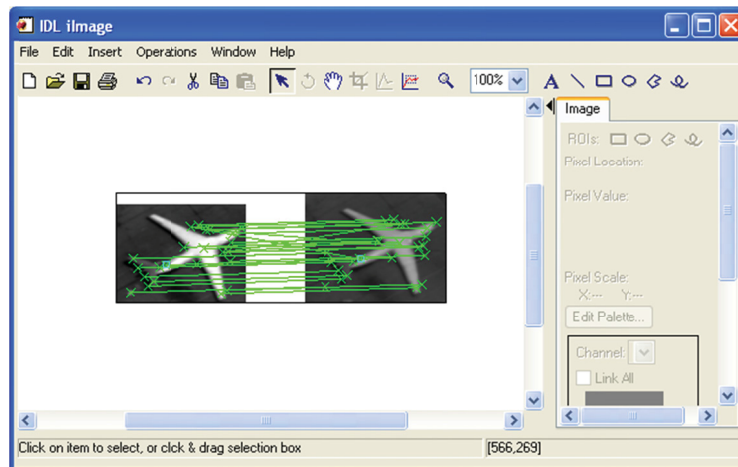 IDL iImage
File Edit Insert Operations Window Help
100%
Image
ROIs:
Pixel Location:
Pixel Value:
Pixel Scale:
X:--- Y:---
Edit Palette...
Channel:
Link All
Click on item to select, or clck & drag selection box
[566,269]